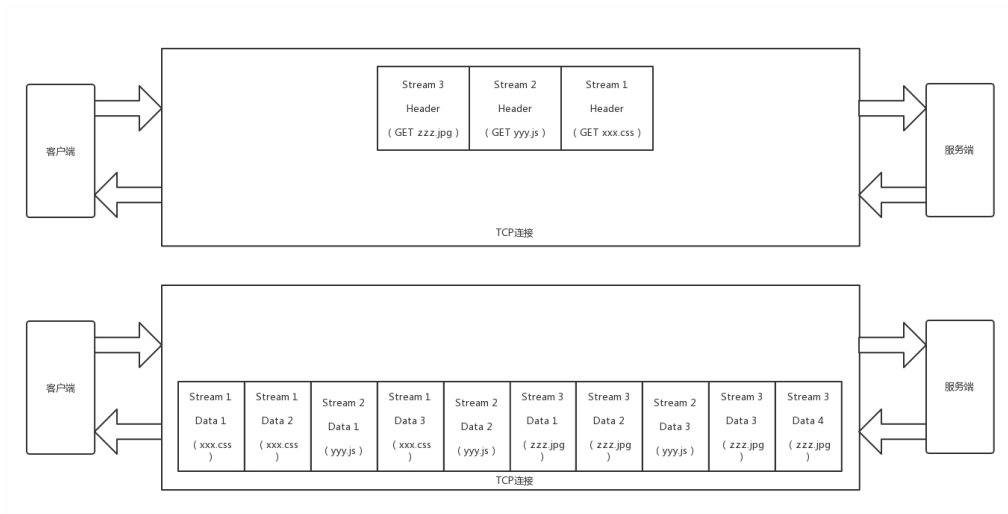 Stream 3
Header
( GET zzz.jpg )
Stream 2
Header
( GET yyy.js )
Stream 1
Header
( GET xxx.css )
客户端
服务端
TCP连接
客户端
服务端
Stream 1
Data 1
( xxx.css
)
Stream 1
Data 2
( xxx.css
)
Stream 2
Data 1
( yyy.js )
Stream 1
Data 3
( xxx.css
)
Stream 2
Data 2
( yyy.js )
Stream 3
Data 1
( zzz.jpg
)
Stream 3
Data 2
( zzz.jpg
)
Stream 2
Data 3
( yyy.js )
Stream 3
Data 3
( zzz.jpg
)
Stream 3
Data 4
( zzz.jpg
)
TCP连接